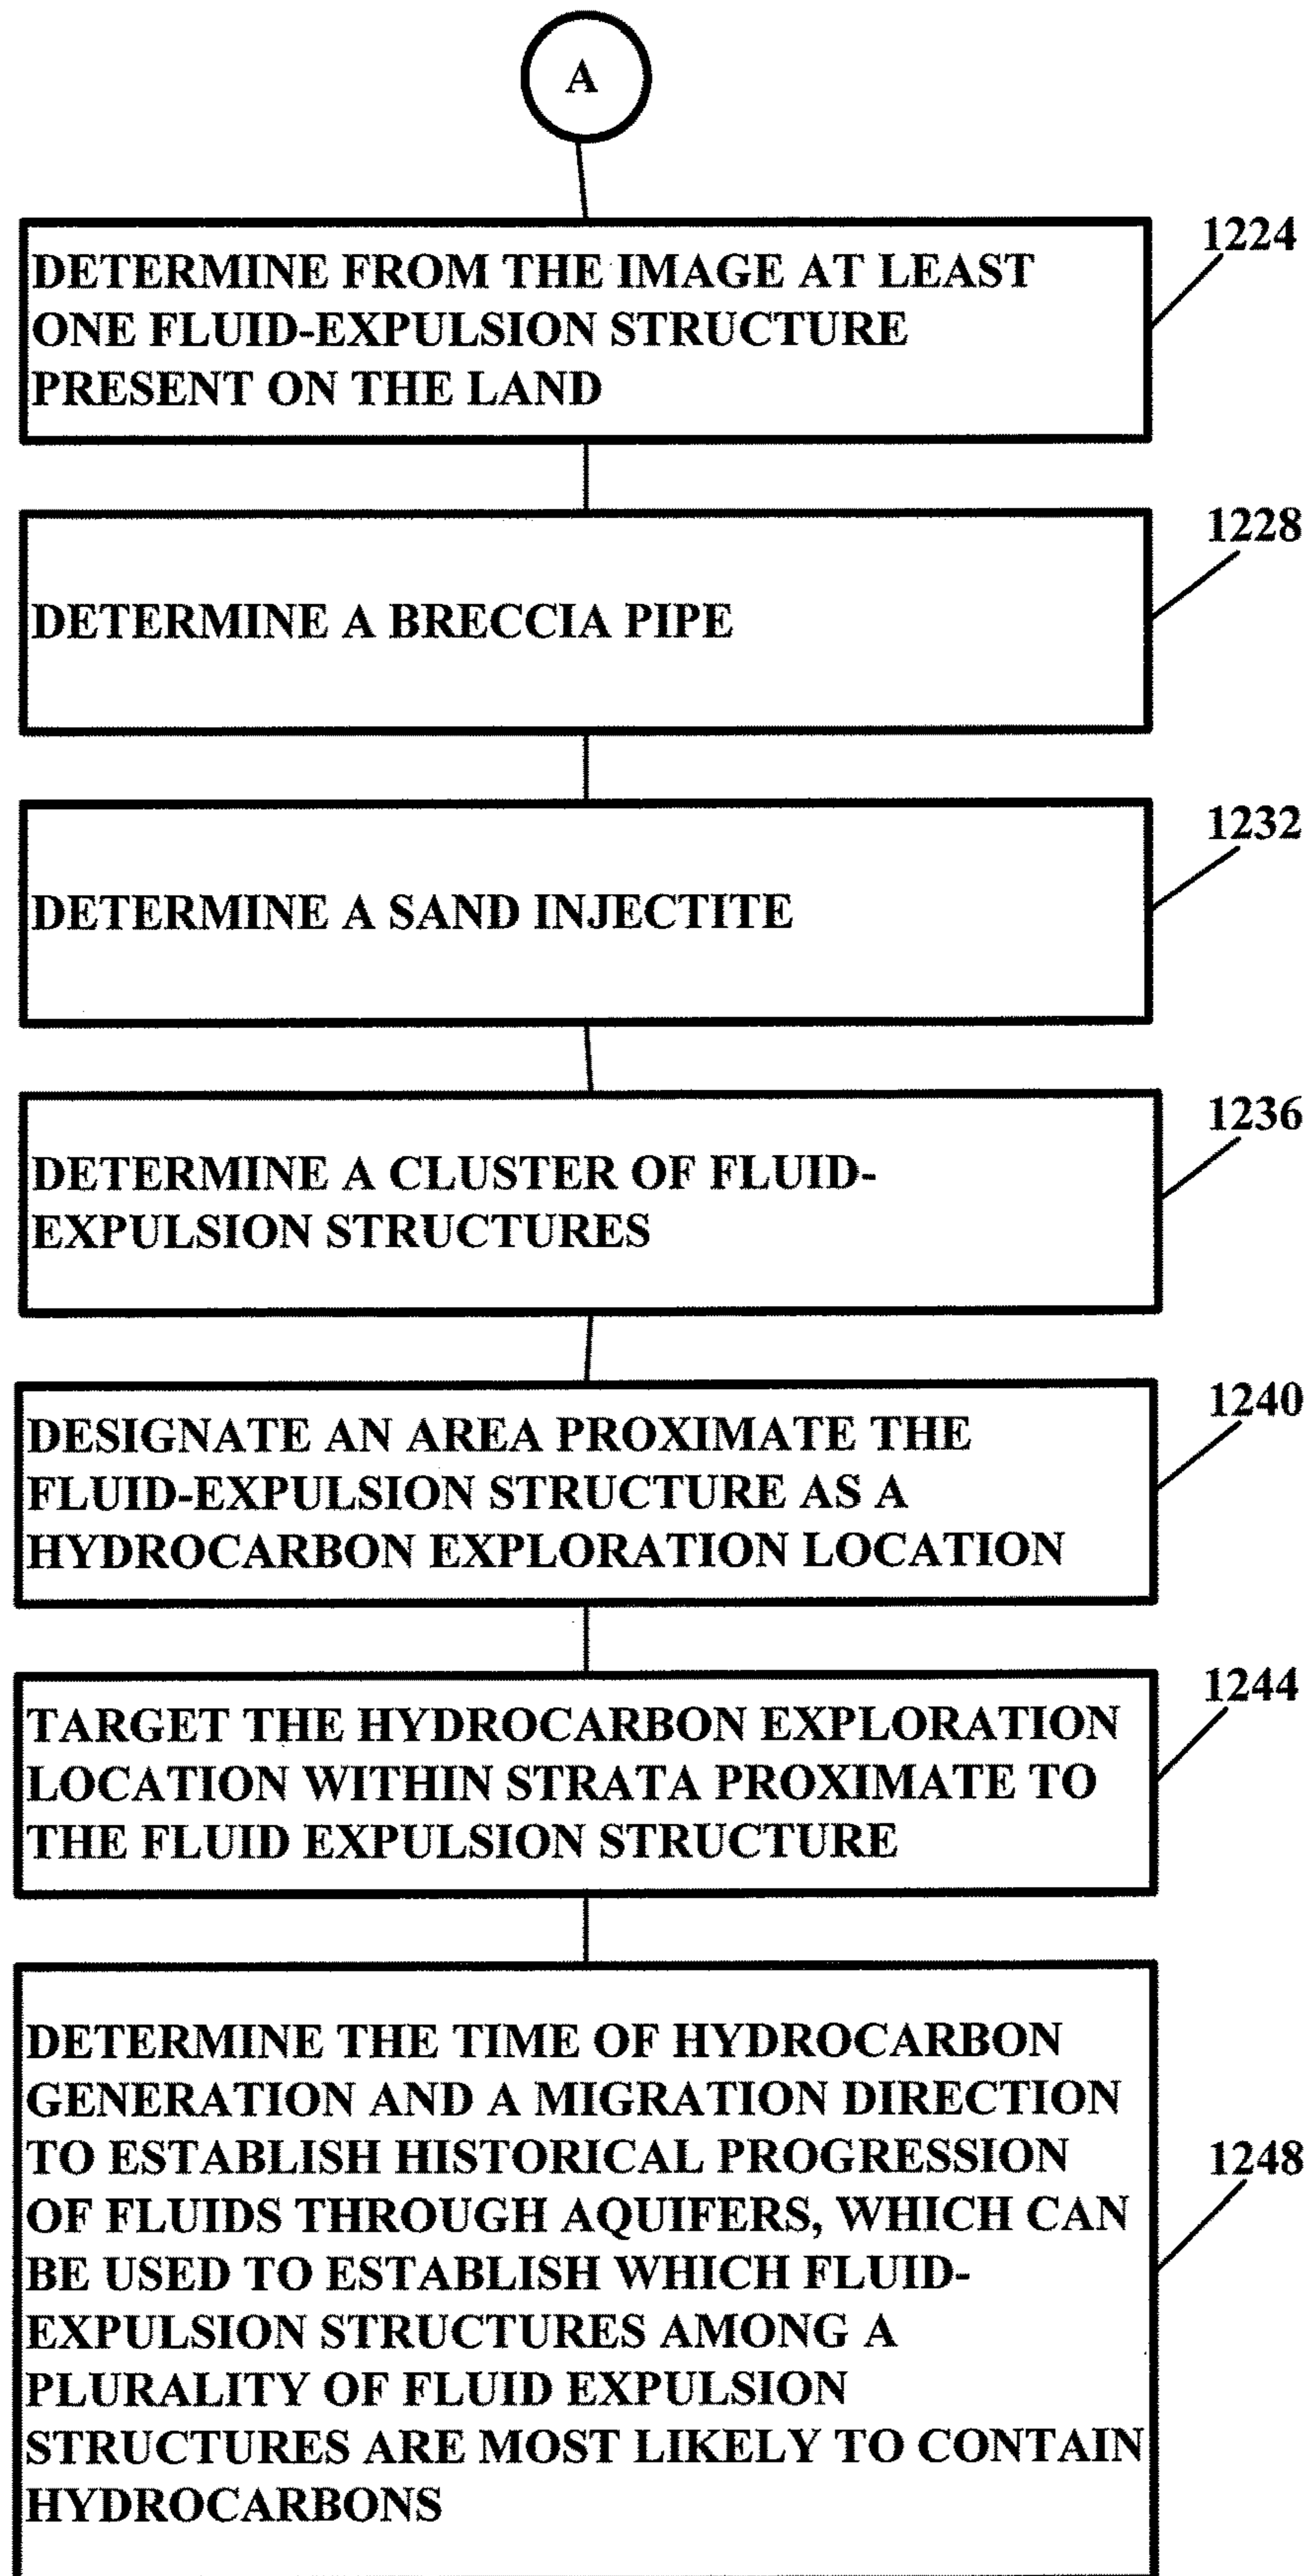 A
1224
DETERMINE FROM THE IMAGE AT LEAST
ONE FLUID-EXPULSION STRUCTURE
PRESENT ON THE LAND
1228
DETERMINE A BRECCIA PIPE
1232
DETERMINE A SAND INJECTITE
1236
DETERMINE A CLUSTER OF FLUID-
EXPULSION STRUCTURES
1240
DESIGNATE AN AREA PROXIMATE THE
FLUID-EXPULSION STRUCTURE AS A
HYDROCARBON EXPLORATION LOCATION
1244
TARGET THE HYDROCARBON EXPLORATION
LOCATION WITHIN STRATA PROXIMATE TO
THE FLUID EXPULSION STRUCTURE
1248
DETERMINE THE TIME OF HYDROCARBON
GENERATION AND A MIGRATION DIRECTION
TO ESTABLISH HISTORICAL PROGRESSION
OF FLUIDS THROUGH AQUIFERS, WHICH CAN
BE USED TO ESTABLISH WHICH FLUID-
EXPULSION STRUCTURES AMONG A
PLURALITY OF FLUID EXPULSION
STRUCTURES ARE MOST LIKELY TO CONTAIN
HYDROCARBONS